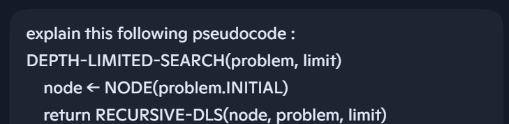 explain this following pseudocode :
DEPTH-LIMITED-SEARCH(problem, limit)
node ← NODE(problem.INITIAL)
return RECURSIVE-DLS(node, problem, limit)